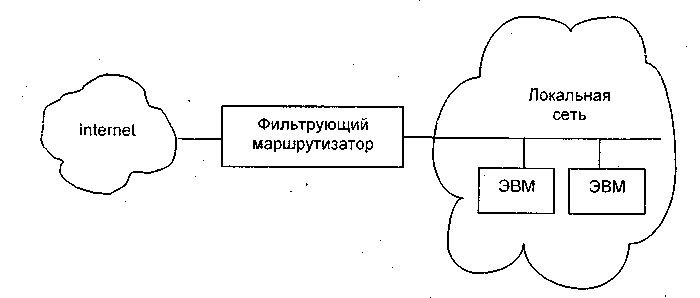 internet
Фильтрующий
маршрутизатор
Локальная
сеть
ЭВМ
ЭВМ